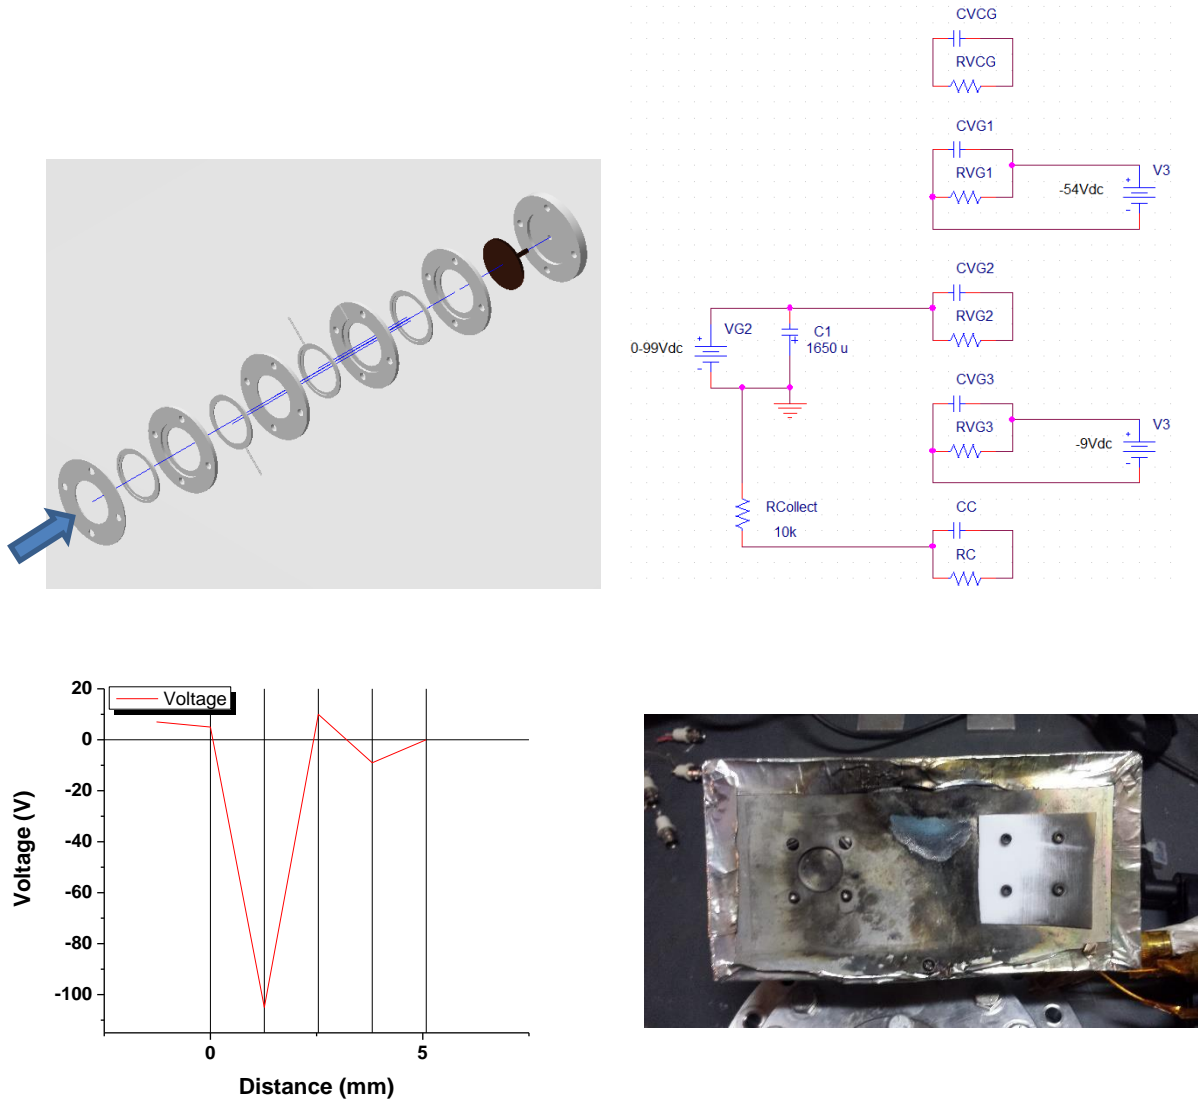 CVCG
RVCG
CVG1
RVG1
-54Vdc
+
-
V3
CVG2
RVG2
0-99Vdc
+
-
VG2
C1
+
1650 u
CVG3
RVG3
-9Vdc
+
-
V3
RCollect
10k
CC
RC
Voltage
20
0
-20
-40
-60
-80
-100
0
5
Voltage (V)
Distance (mm)